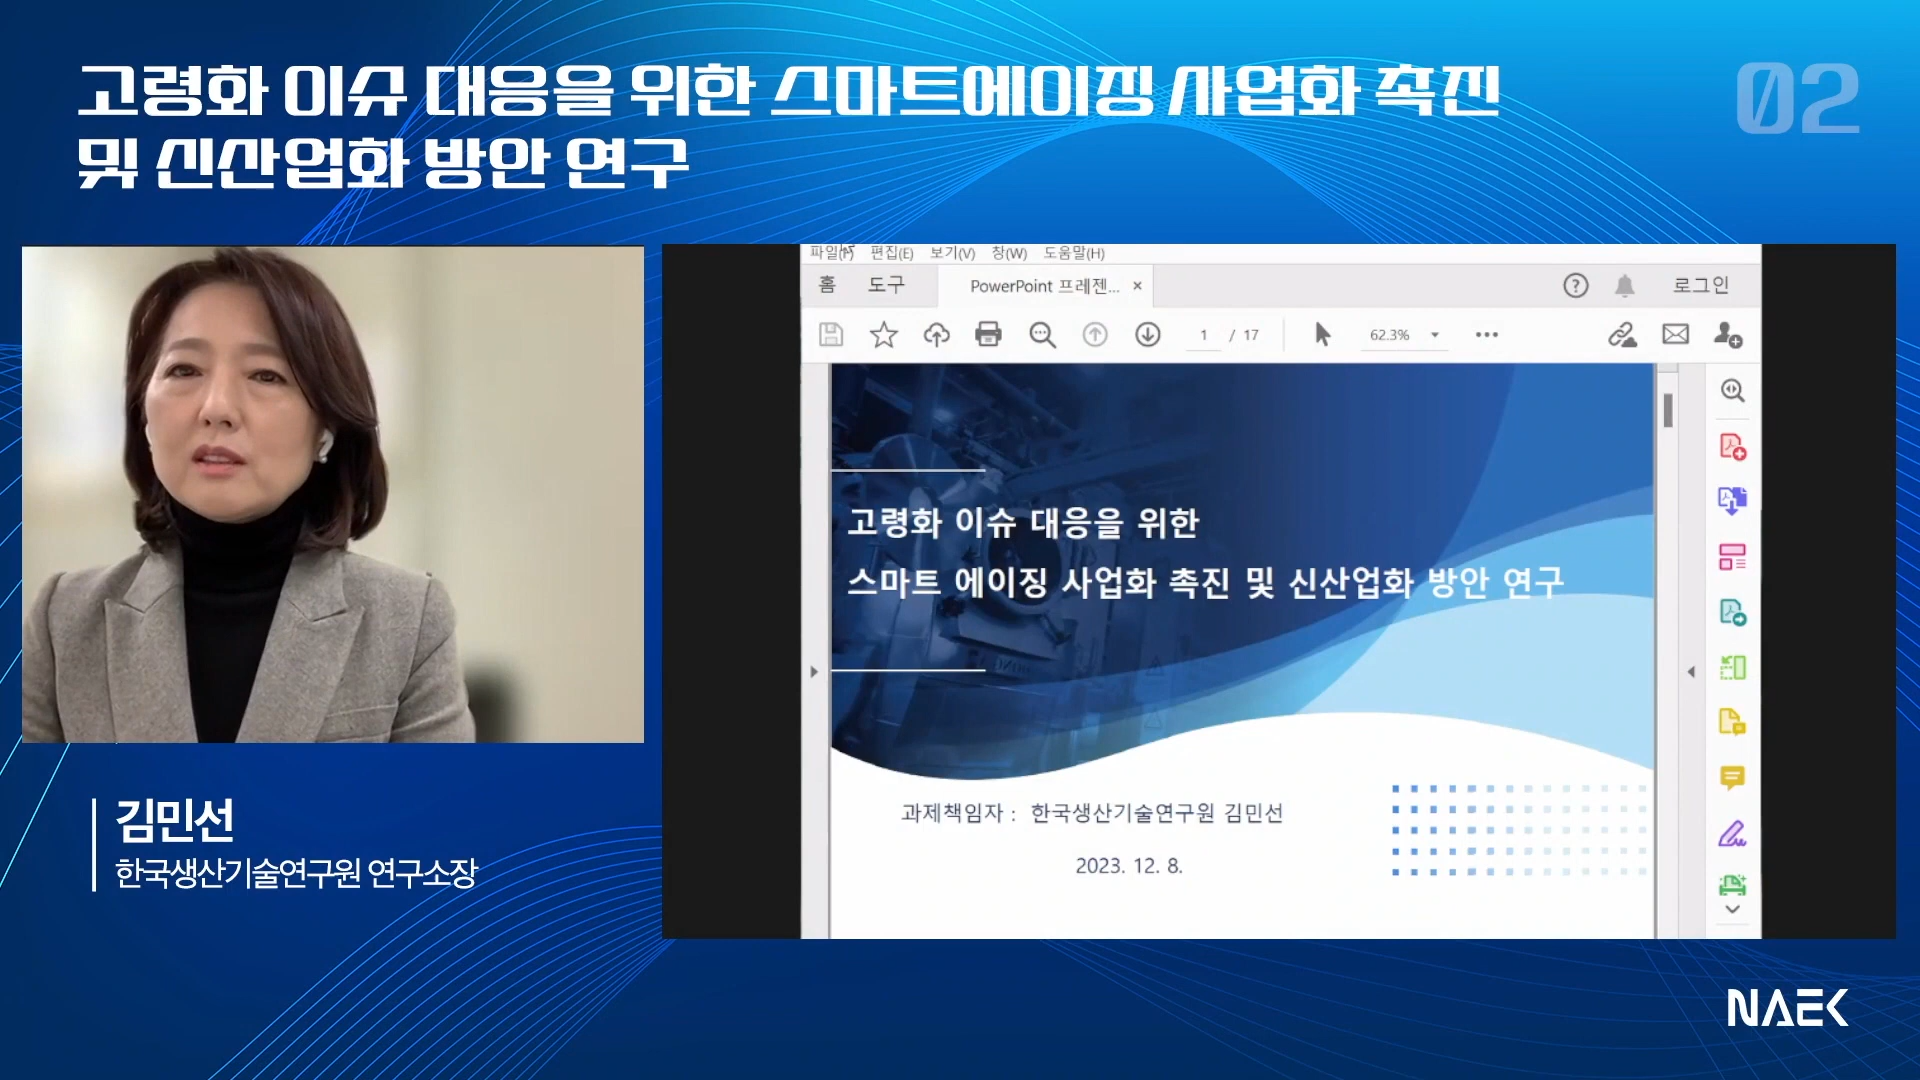 고령화 이슈 대응을 위한 스마트에이징 사업화 촉진
및 신산업화 방안 연구
02
파일(F) 편집(E) 보기(V) 창(W) 도움말(H)
홈 도구 PowerPoint 프레젠... × 로그인
1 / 17 62.3%
고령화 이슈 대응을 위한
스마트 에이징 사업화 촉진 및 신산업화 방안 연구
과제책임자 : 한국생산기술연구원 김민선
2023. 12. 8.
김민선
한국생산기술연구원 연구소장
NAEK